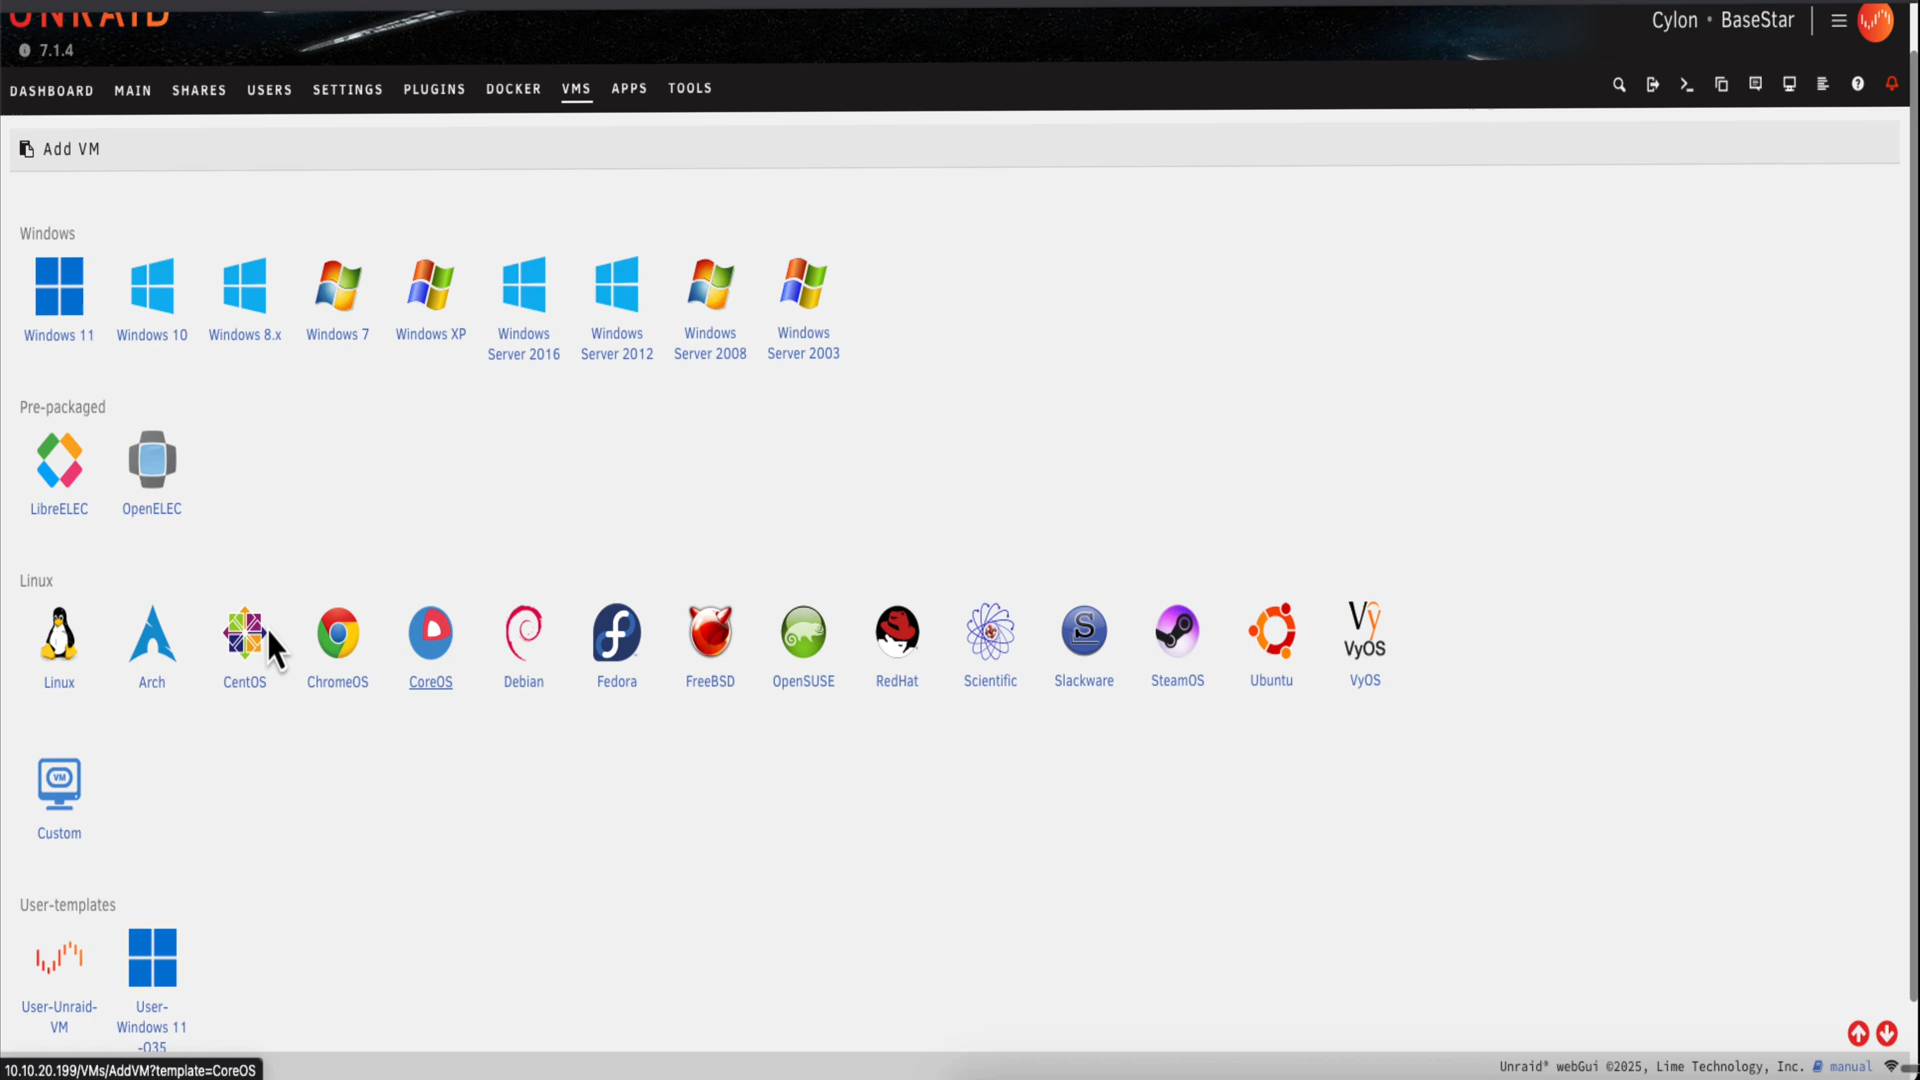 UNRAID
7.1.4
Cylon • BaseStar
DASHBOARD MAIN SHARES USERS SETTINGS PLUGINS DOCKER VMS APPS TOOLS
Add VM
Windows
Windows 11
Windows 10
Windows 8.x
Windows 7
Windows XP
Windows
Server 2016
Windows
Server 2012
Windows
Server 2008
Windows
Server 2003
Pre-packaged
LibreELEC
OpenELEC
Linux
Linux
Arch
CentOS
ChromeOS
CoreOS
Debian
Fedora
FreeBSD
OpenSUSE
RedHat
Scientific
S
Slackware
SteamOS
Ubuntu
Vy
VyOS
VyOS
VM
Custom
User-templates
User-Unraid-
VM
User-
Windows 11
-035
10.10.20.199/VMs/AddVM?template=CoreOS
Unraid® webGui ©2025, Lime Technology, Inc. manual